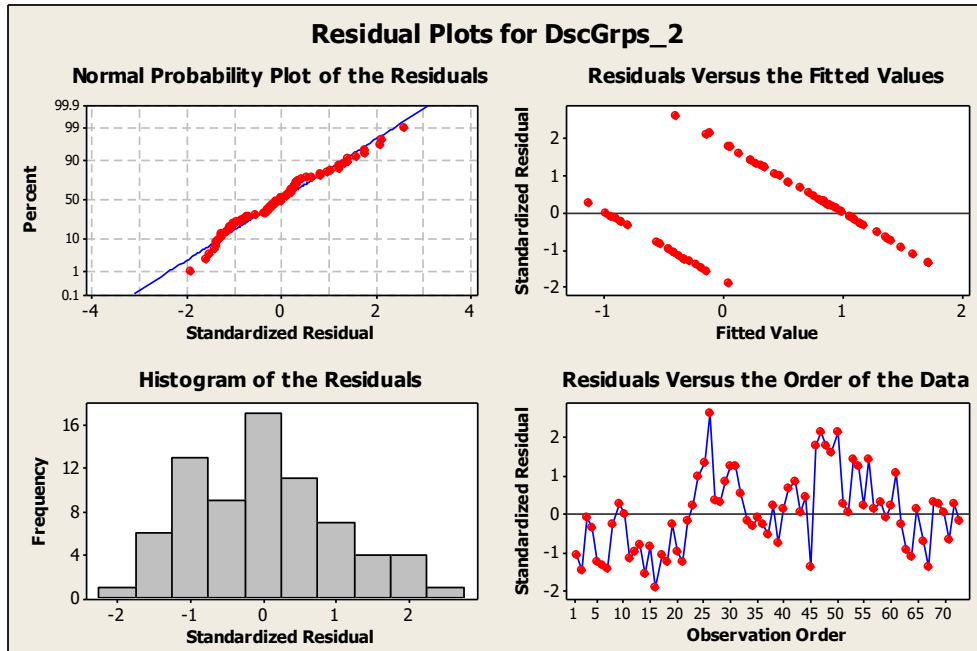 Residual Plots for DscGrps_2
Normal Probability Plot of the Residuals
99.9
99
90
50
10
1
0.1
Percent
-4 -2 0 2 4
Standardized Residual
Residuals Versus the Fitted Values
2
1
0
-1
-2
Standardized Residual
-1 0 1 2
Fitted Value
Histogram of the Residuals
16
12
8
4
0
Frequency
-2 -1 0 1 2
Standardized Residual
Residuals Versus the Order of the Data
2
1
0
-1
-2
Standardized Residual
1 5 10 15 20 25 30 35 40 45 50 55 60 65 70
Observation Order